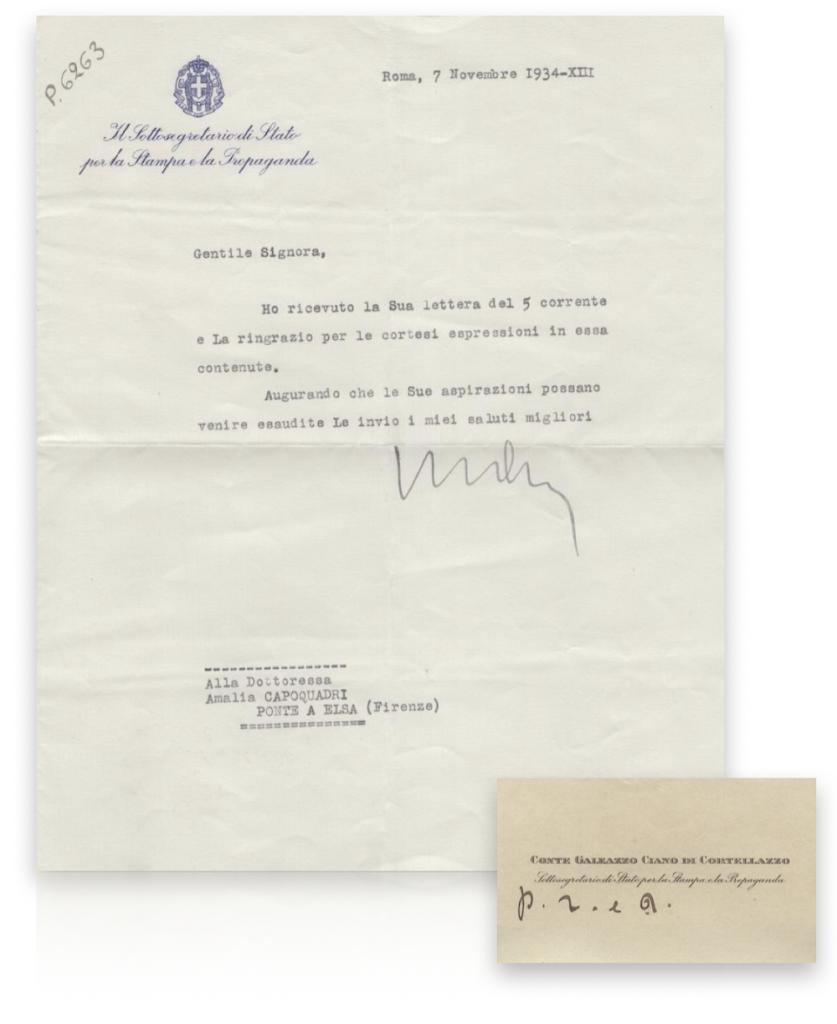 P. 6263
Roma, 7 Novembre 1934-XIII
Il Sottosegretario di Stato
per la Stampa e la Propaganda
Gentile Signora,
Ho ricevuto la Sua lettera del 5 corrente
e La ringrazio per le cortesi espressioni in essa
contenute.
Augurando che le Sue aspirazioni possano
venire esaudite Le invio i miei saluti migliori
Alla Dottoressa
Amalia CAPOQUADRI
PONTE A ELSA (Firenze)
CONTE GALEAZZO CIANO DI CORTELLAZZO
Sottosegretario di Stato per la Stampa e la Propaganda
p. r. e